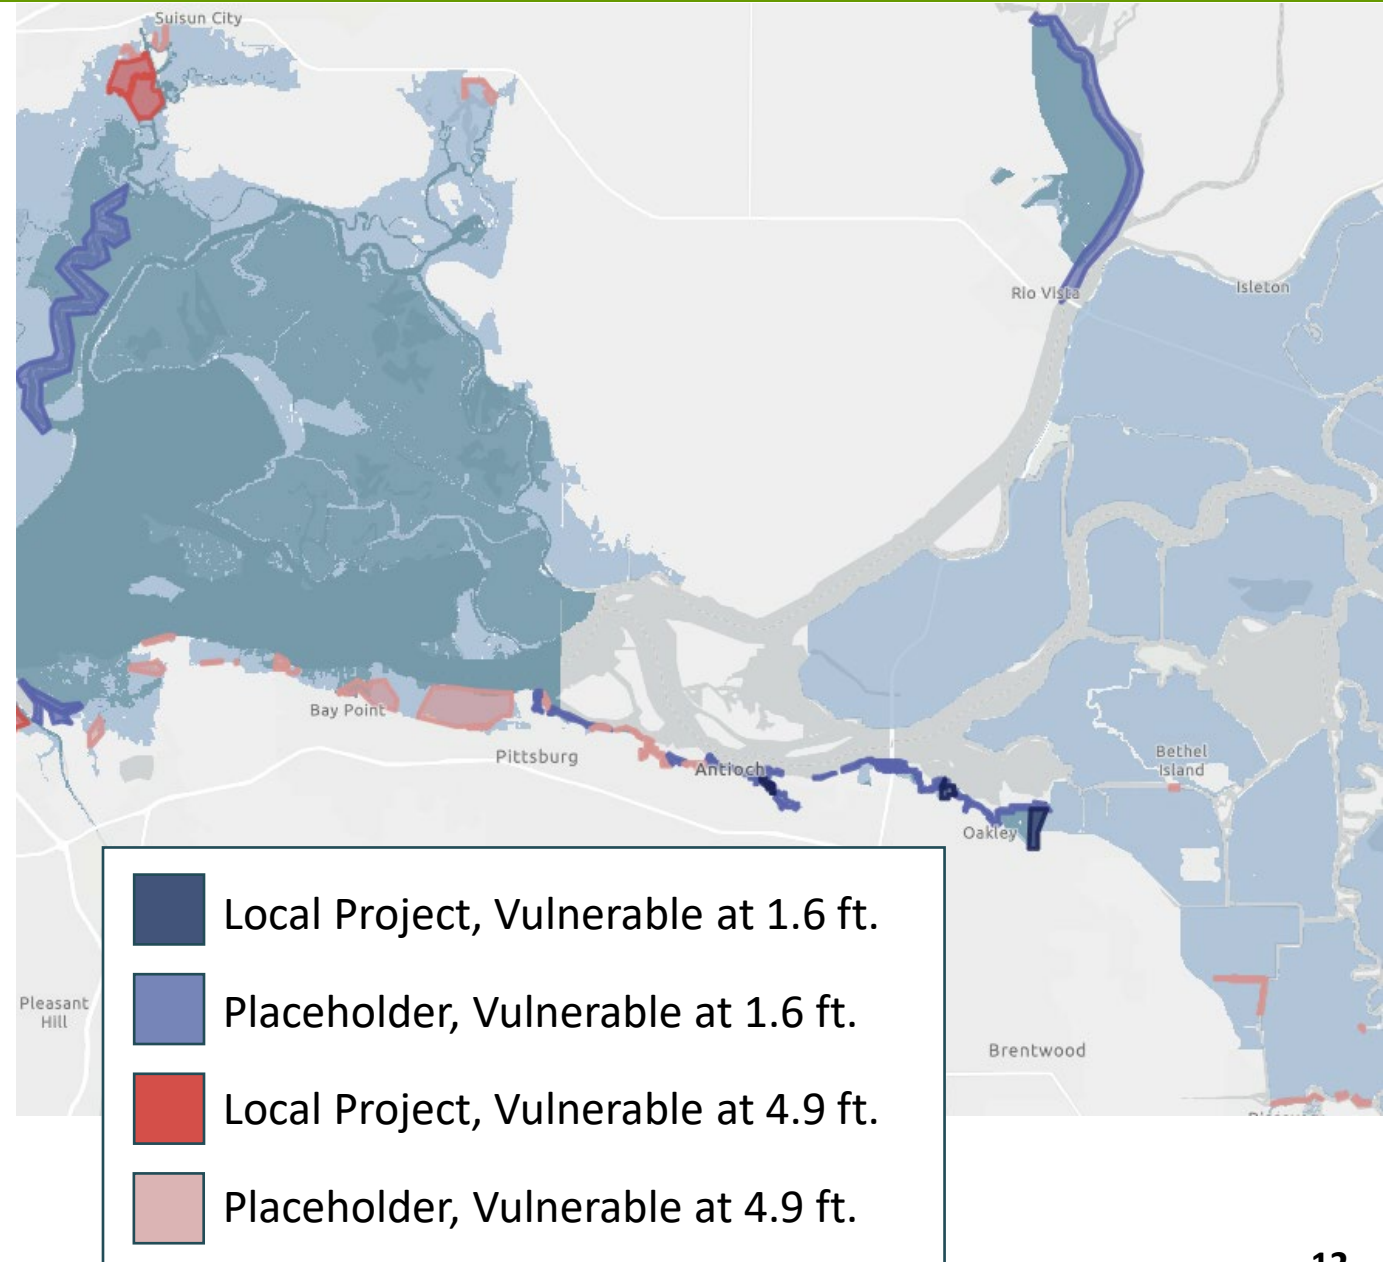 Suisun City
Rio Vista
Isleton
Bay Point
Pittsburg
Antioch
Bethel
Island
Oakley
Pleasant
Hill
Brentwood
Local Project, Vulnerable at 1.6 ft.
Placeholder, Vulnerable at 1.6 ft.
Local Project, Vulnerable at 4.9 ft.
Placeholder, Vulnerable at 4.9 ft.